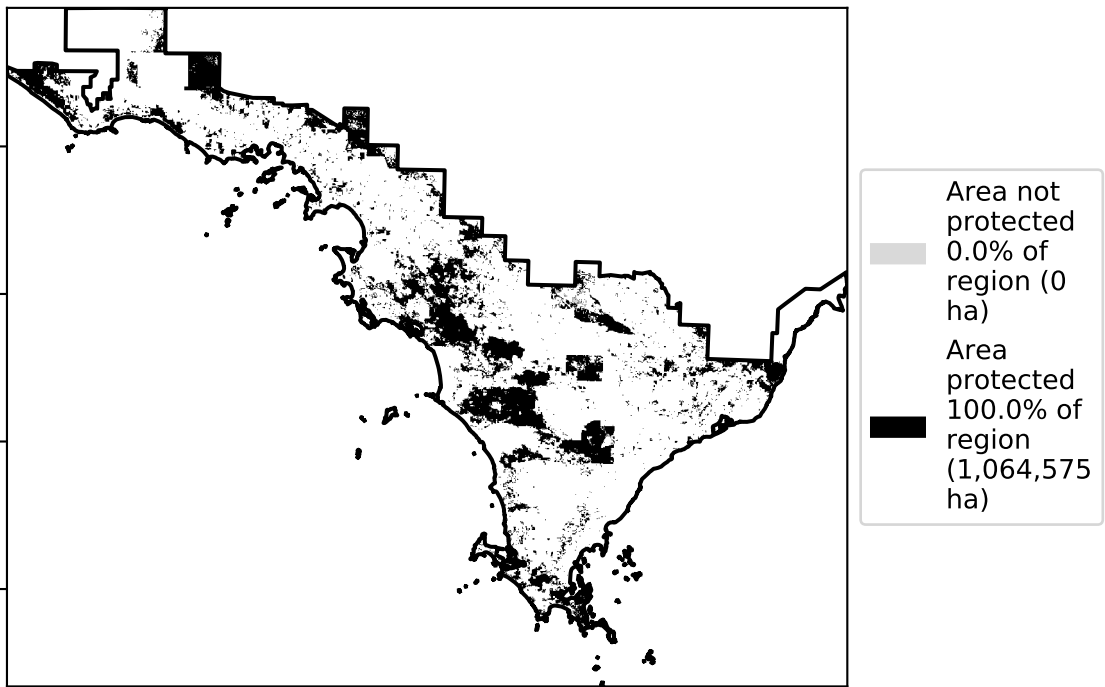 Area not
protected
0.0% of
region (0
ha)
Area
protected
100.0% of
region
(1,064,575
ha)